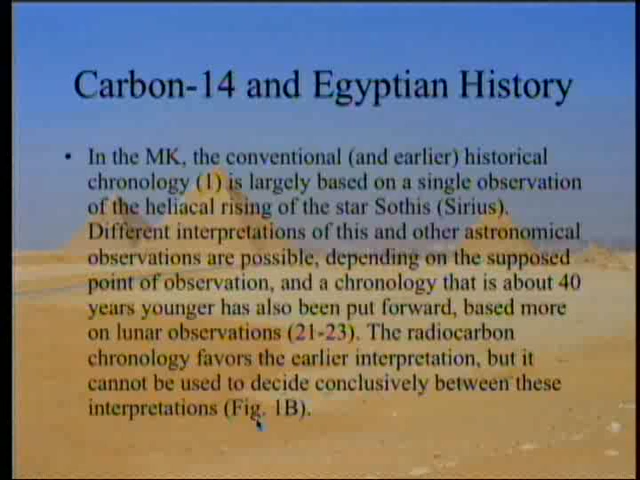 Carbon-14 and Egyptian History
• In the MK, the conventional (and earlier) historical
chronology (1) is largely based on a single observation
of the heliacal rising of the star Sothis (Sirius).
Different interpretations of this and other astronomical
observations are possible, depending on the supposed
point of observation, and a chronology that is about 40
years younger has also been put forward, based more
on lunar observations (21-23). The radiocarbon
chronology favors the earlier interpretation, but it
cannot be used to decide conclusively between these
interpretations (Fig. 1B).